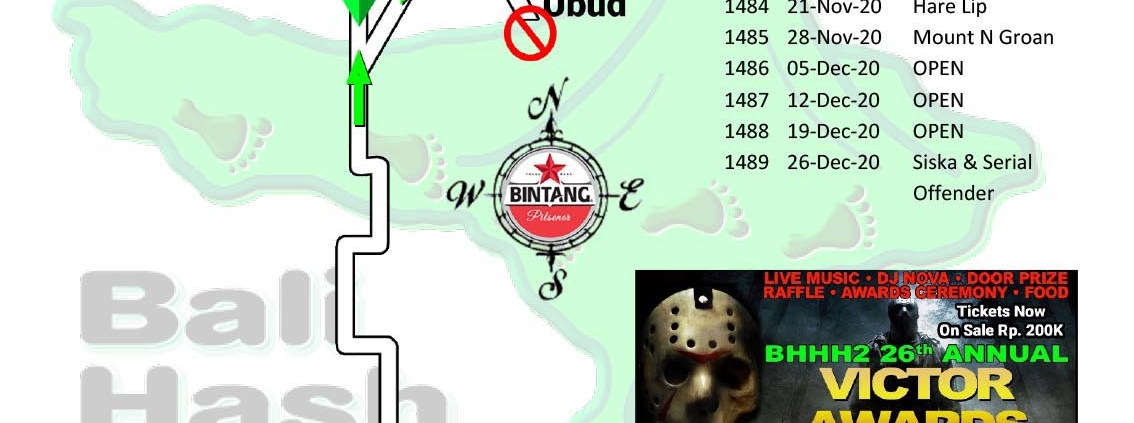 Ubud
1484 21-Nov-20 Hare Lip
1485 28-Nov-20 Mount N Groan
1486 05-Dec-20 OPEN
1487 12-Dec-20 OPEN
1488 19-Dec-20 OPEN
1489 26-Dec-20 Siska & Serial
Offender
N
W
E
S
BINTANG
Pilsener
Bali
Hash
LIVE MUSIC • DJ NOVA • DOOR PRIZE
RAFFLE • AWARDS CEREMONY • FOOD
Tickets Now
On Sale Rp. 200K
BHHH2 26th ANNUAL
VICTOR
AWARDS